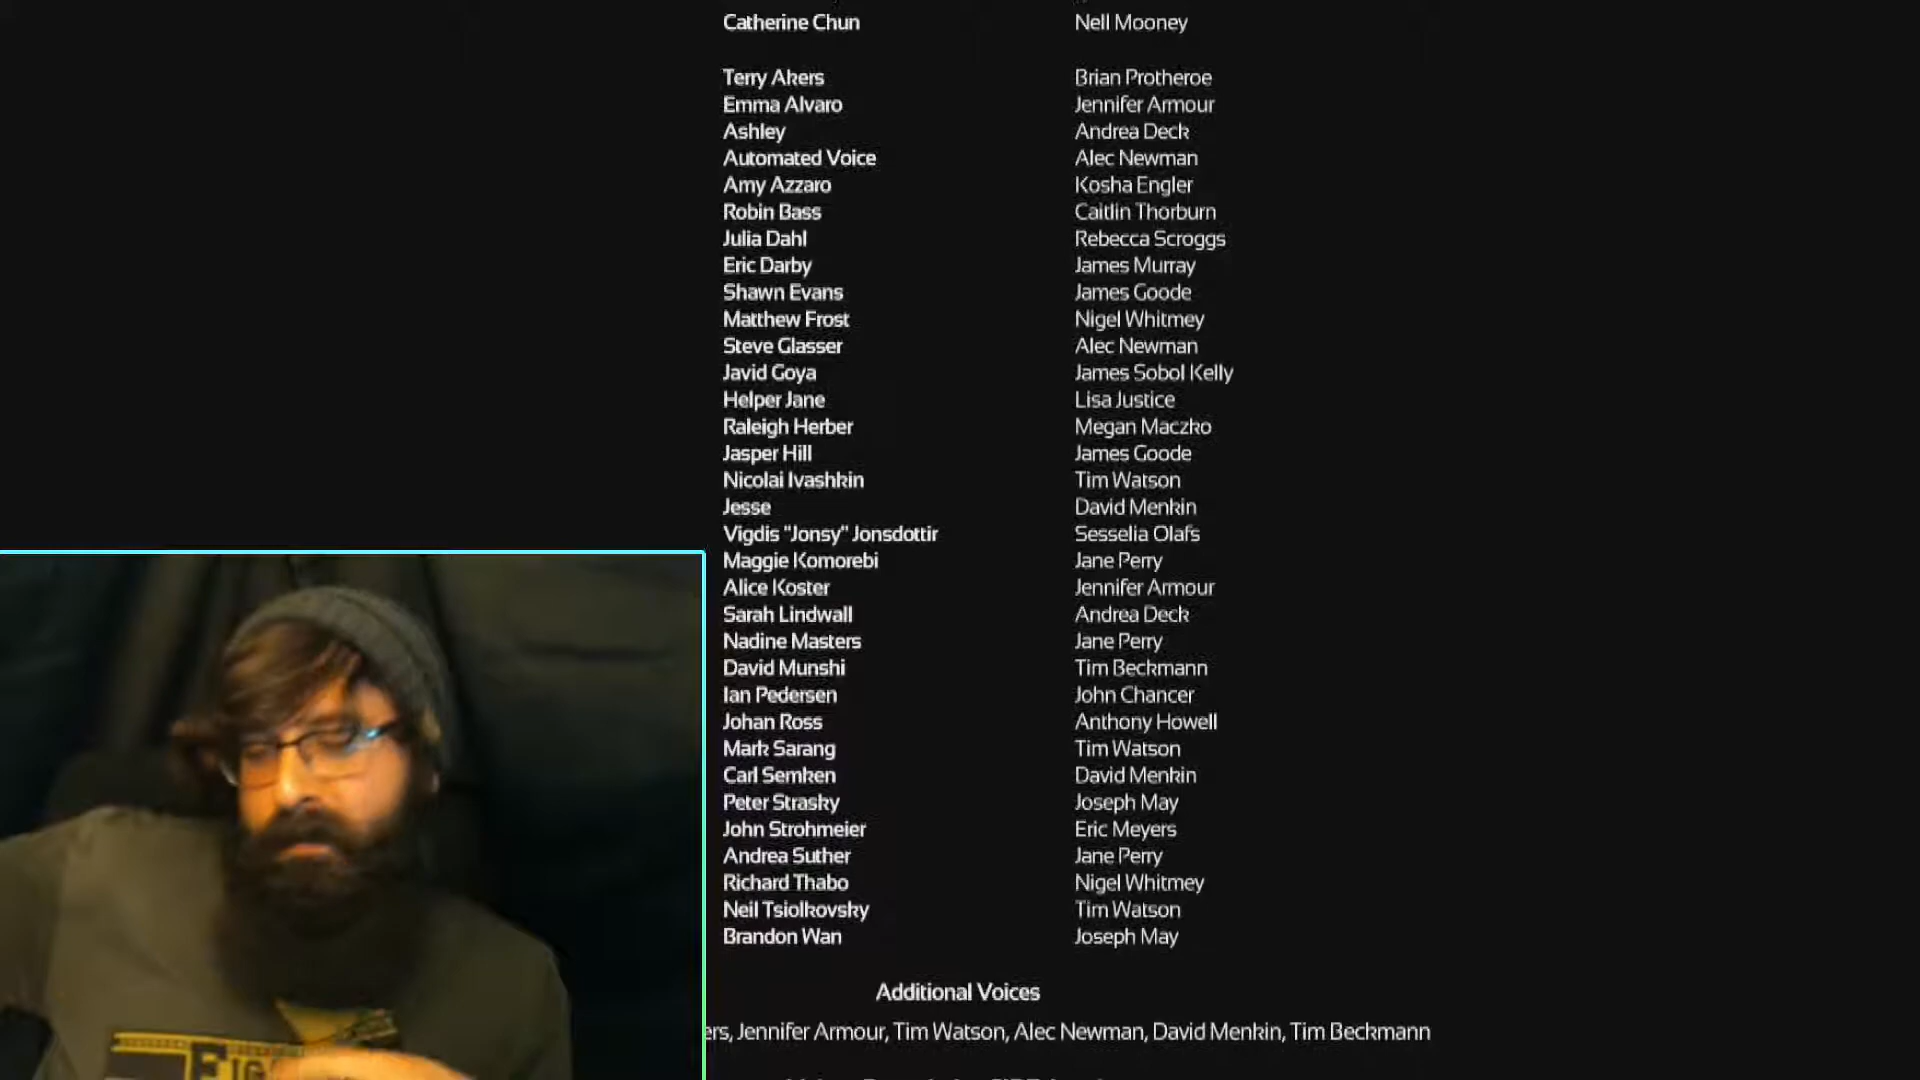 Catherine Chun Nell Mooney
Terry Akers Brian Protheroe
Emma Alvaro Jennifer Armour
Ashley Andrea Deck
Automated Voice Alec Newman
Amy Azzaro Kosha Engler
Robin Bass Caitlin Thorburn
Julia Dahl Rebecca Scroggs
Eric Darby James Murray
Shawn Evans James Goode
Matthew Frost Nigel Whitmey
Steve Glasser Alec Newman
Javid Goya James Sobol Kelly
Helper Jane Lisa Justice
Raleigh Herber Megan Maczko
Jasper Hill James Goode
Nicolai Ivashkin Tim Watson
Jesse David Menkin
Vigdis "Jonsy" Jonsdottir Sesselia Olafs
Maggie Komorebi Jane Perry
Alice Koster Jennifer Armour
Sarah Lindwall Andrea Deck
Nadine Masters Jane Perry
David Munshi Tim Beckmann
Ian Pedersen John Chancer
Johan Ross Anthony Howell
Mark Sarang Tim Watson
Carl Semken David Menkin
Peter Strasky Joseph May
John Strohmeier Eric Meyers
Andrea Suther Jane Perry
Richard Thabo Nigel Whitmey
Neil Tsiolkovsky Tim Watson
Brandon Wan Joseph May
Additional Voices
ers, Jennifer Armour, Tim Watson, Alec Newman, David Menkin, Tim Beckmann